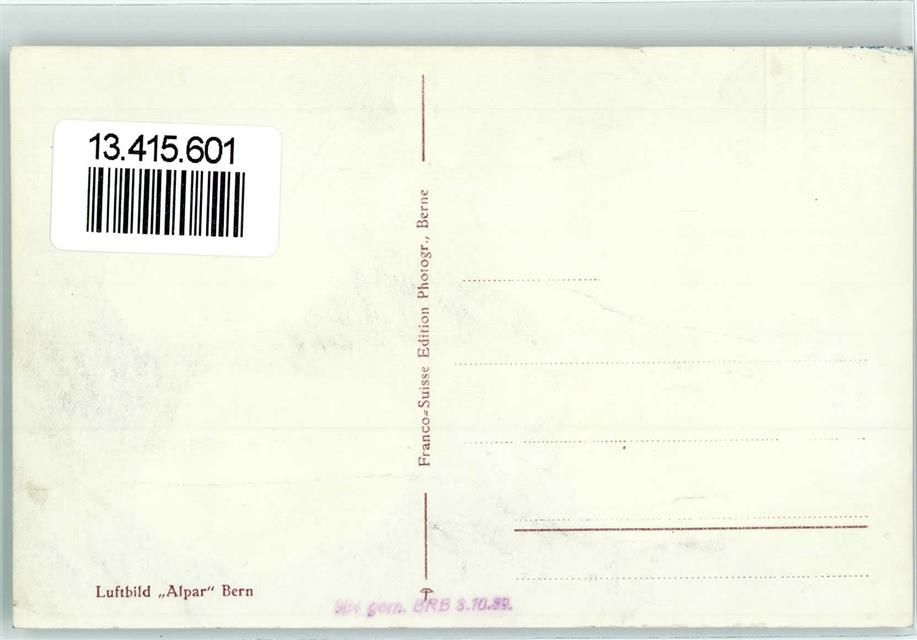 13.415.601
Franco=Suisse Edition Photogr., Berne
Luftbild „Alpar" Bern
gem. BRB 3.10.39.